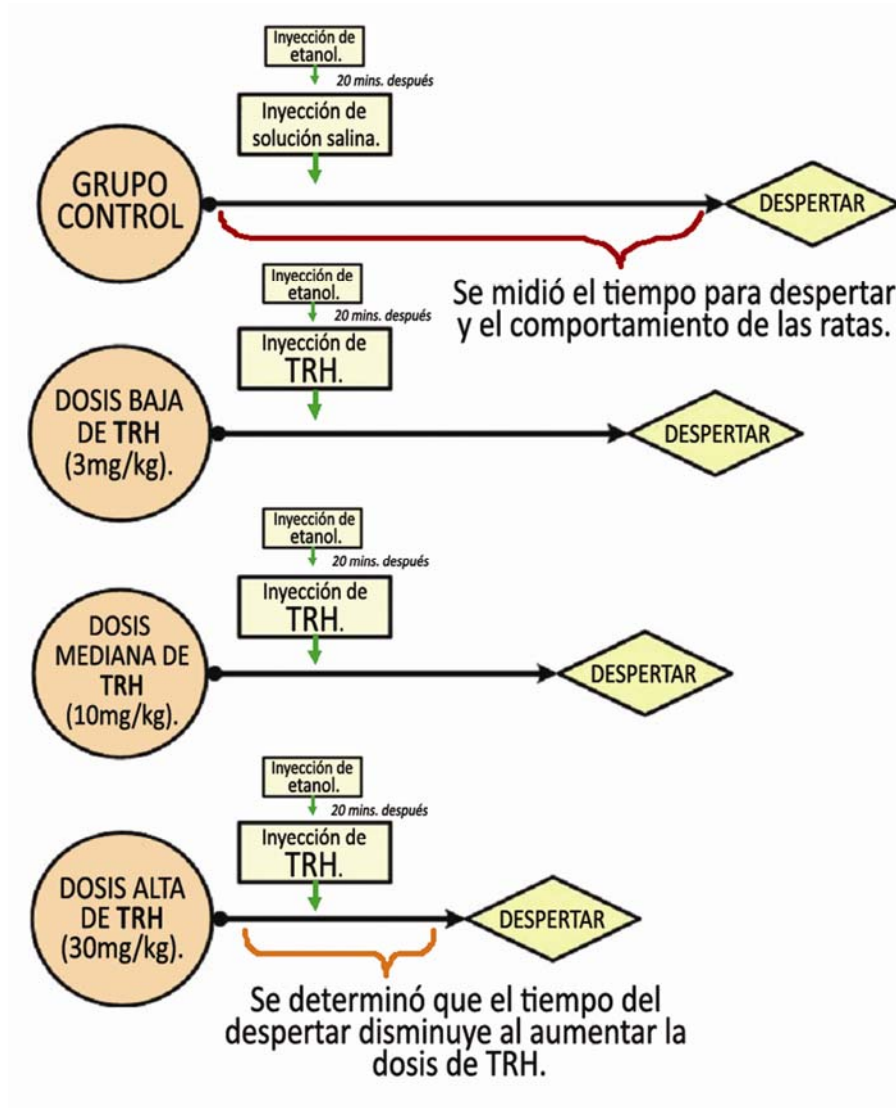 Inyección de
etanol.
20 mins. después
Inyección de
solución salina.
GRUPO
CONTROL
DESPERTAR
Se midió el tiempo para despertar
y el comportamiento de las ratas.
Inyección de
etanol.
20 mins. después
Inyección de
TRH.
DOSIS BAJA
DE TRH
(3mg/kg).
DESPERTAR
Inyección de
etanol.
20 mins. después
Inyección de
TRH.
DOSIS
MEDIANA DE
TRH
(10mg/kg).
DESPERTAR
Inyección de
etanol.
20 mins. después
Inyección de
TRH.
DOSIS ALTA
DE TRH
(30mg/kg).
DESPERTAR
Se determinó que el tiempo del
despertar disminuye al aumentar la
dosis de TRH.